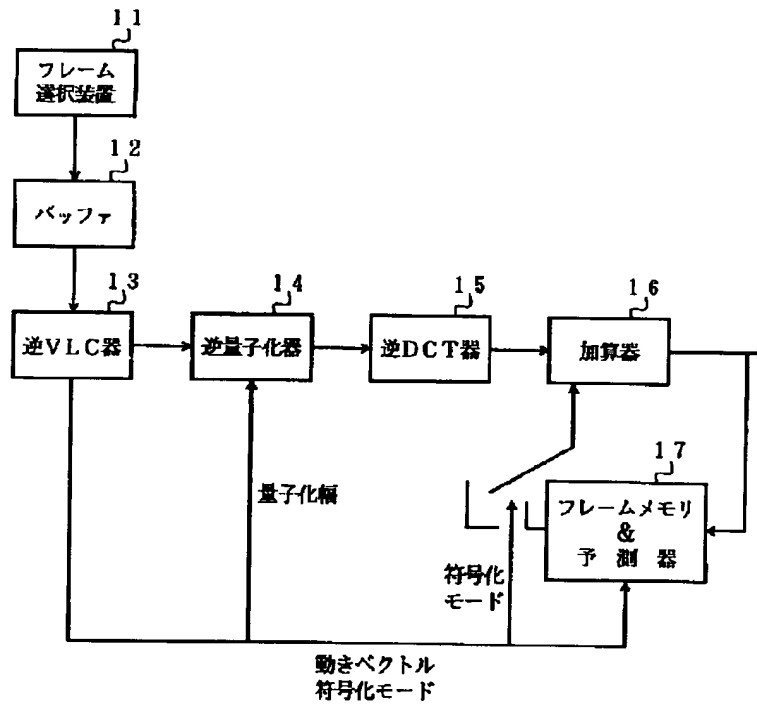 11
フレーム
選択装置
12
バッファ
13
逆VLC器
14
逆量子化器
15
逆DCT器
16
加算器
17
フレームメモリ
&
予測器
量子化幅
符号化
モード
動きベクトル
符号化モード